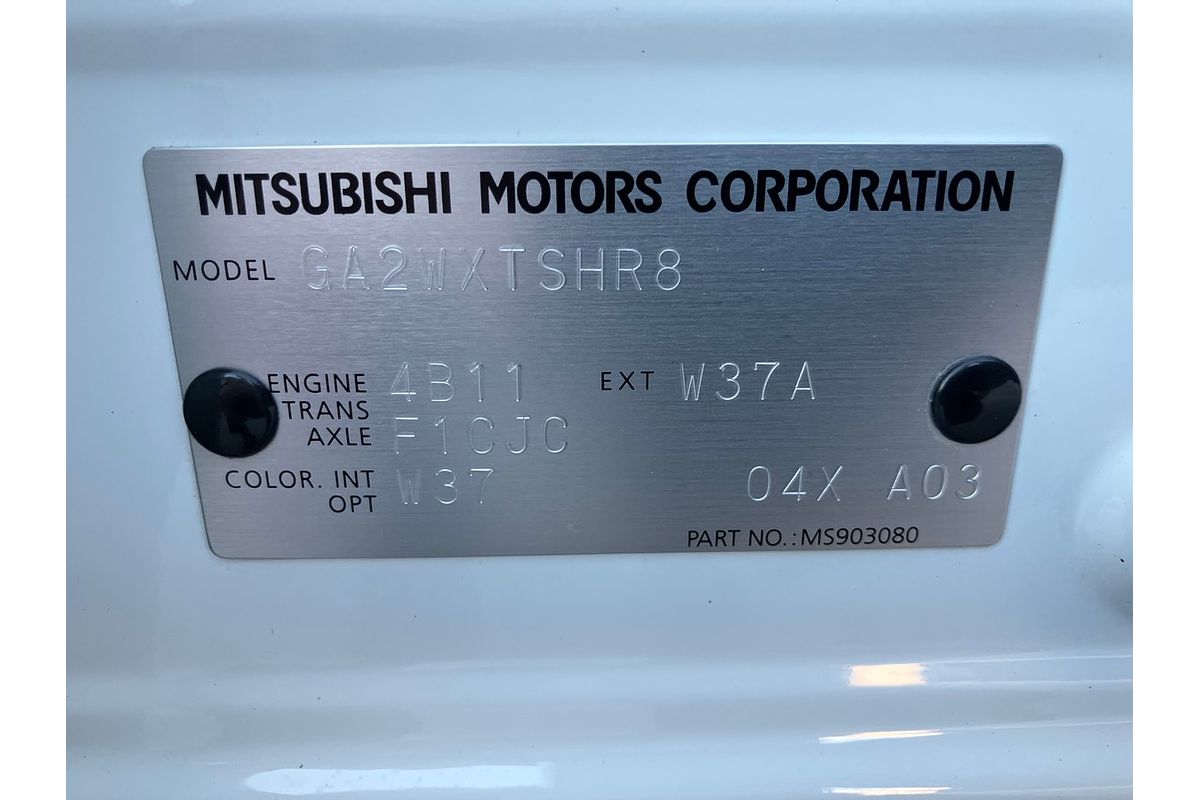 MITSUBISHI MOTORS CORPORATION
MODEL GA2WXTSHR8
ENGINE 4B11 EXT W37A
TRANS
AXLE F1CJC
COLOR. INT W37 04X A03
OPT
PART NO.:MS903080